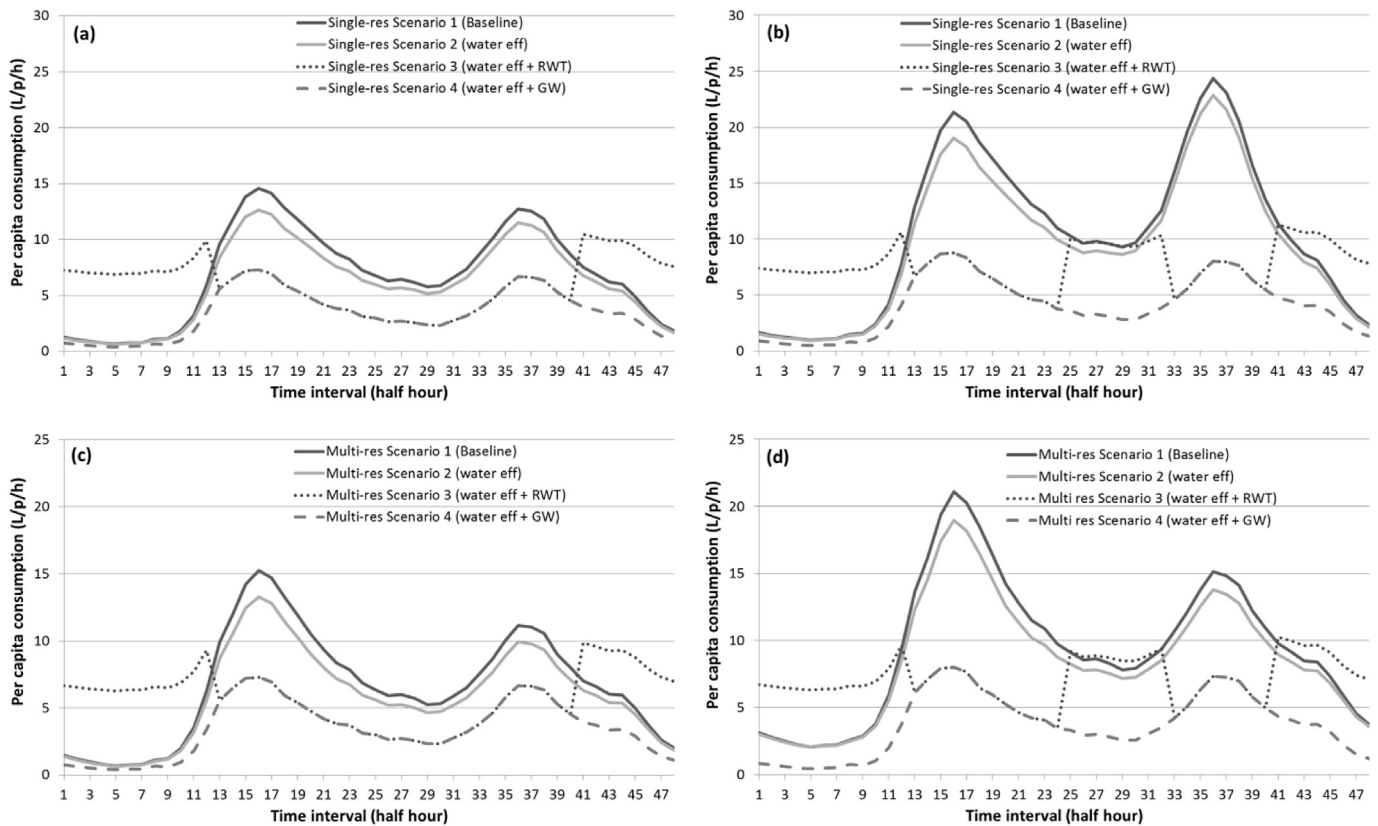 (a)
Single-res Scenario 1 (Baseline)
Single-res Scenario 2 (water eff)
Single-res Scenario 3 (water eff + RWT)
Single-res Scenario 4 (water eff + GW)
Per capita consumption (L/p/h)
30
25
20
15
10
5
0
1 3 5 7 9 11 13 15 17 19 21 23 25 27 29 31 33 35 37 39 41 43 45 47
Time interval (half hour)
(b)
Single-res Scenario 1 (Baseline)
Single-res Scenario 2 (water eff)
Single-res Scenario 3 (water eff + RWT)
Single-res Scenario 4 (water eff + GW)
Per capita consumption (L/p/h)
30
25
20
15
10
5
0
1 3 5 7 9 11 13 15 17 19 21 23 25 27 29 31 33 35 37 39 41 43 45 47
Time interval (half hour)
(c)
Multi-res Scenario 1 (Baseline)
Multi-res Scenario 2 (water eff)
Multi-res Scenario 3 (water eff + RWT)
Multi-res Scenario 4 (water eff + GW)
Per capita consumption (L/p/h)
25
20
15
10
5
0
1 3 5 7 9 11 13 15 17 19 21 23 25 27 29 31 33 35 37 39 41 43 45 47
Time interval (half hour)
(d)
Multi-res Scenario 1 (Baseline)
Multi-res Scenario 2 (water eff)
Multi res Scenario 3 (water eff + RWT)
Multi res Scenario 4 (water eff + GW)
Per capita consumption (L/p/h)
25
20
15
10
5
0
1 3 5 7 9 11 13 15 17 19 21 23 25 27 29 31 33 35 37 39 41 43 45 47
Time interval (half hour)